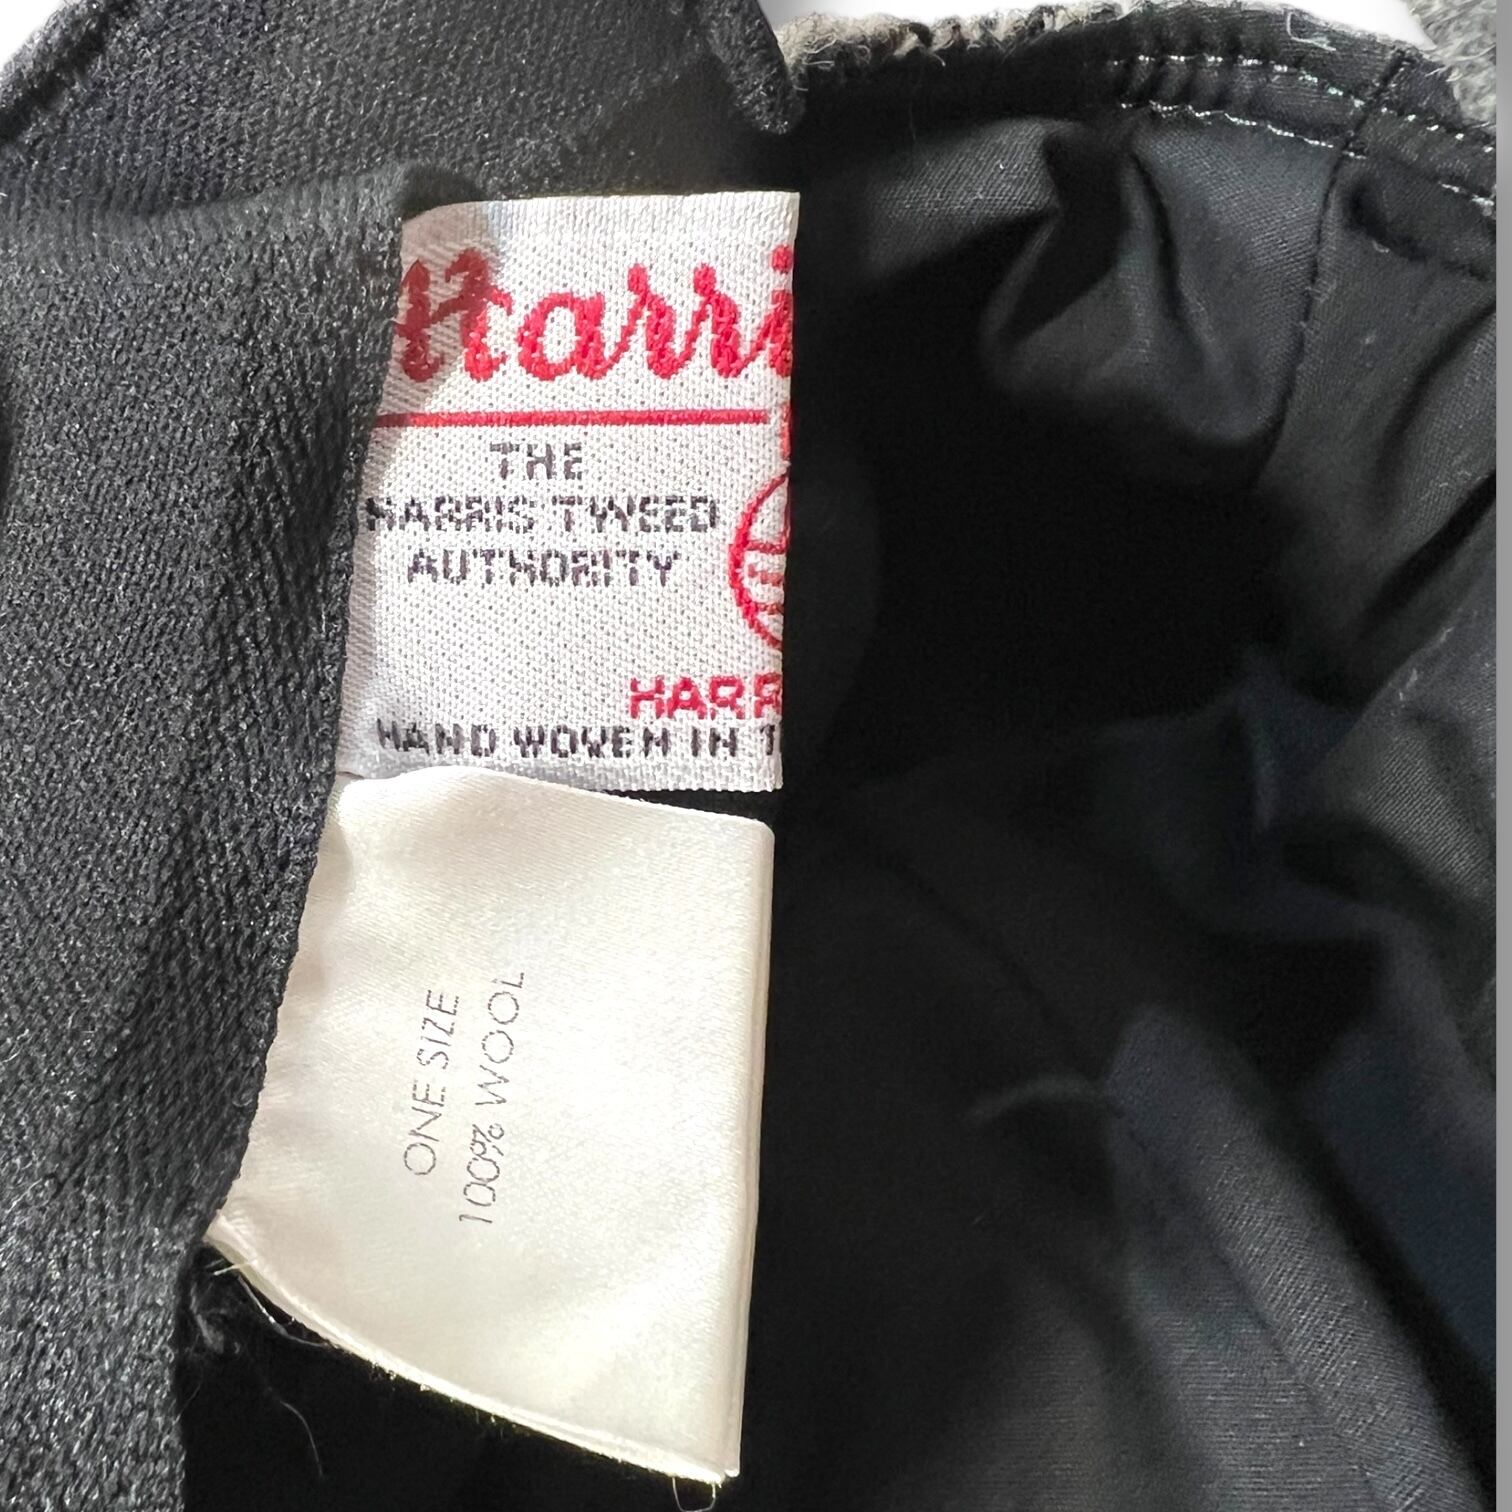 Harri
THE
HARRIS TWEED
AUTHORITY
HARR
HAND WOVEN IN T
ONE SIZE
100% WOOL